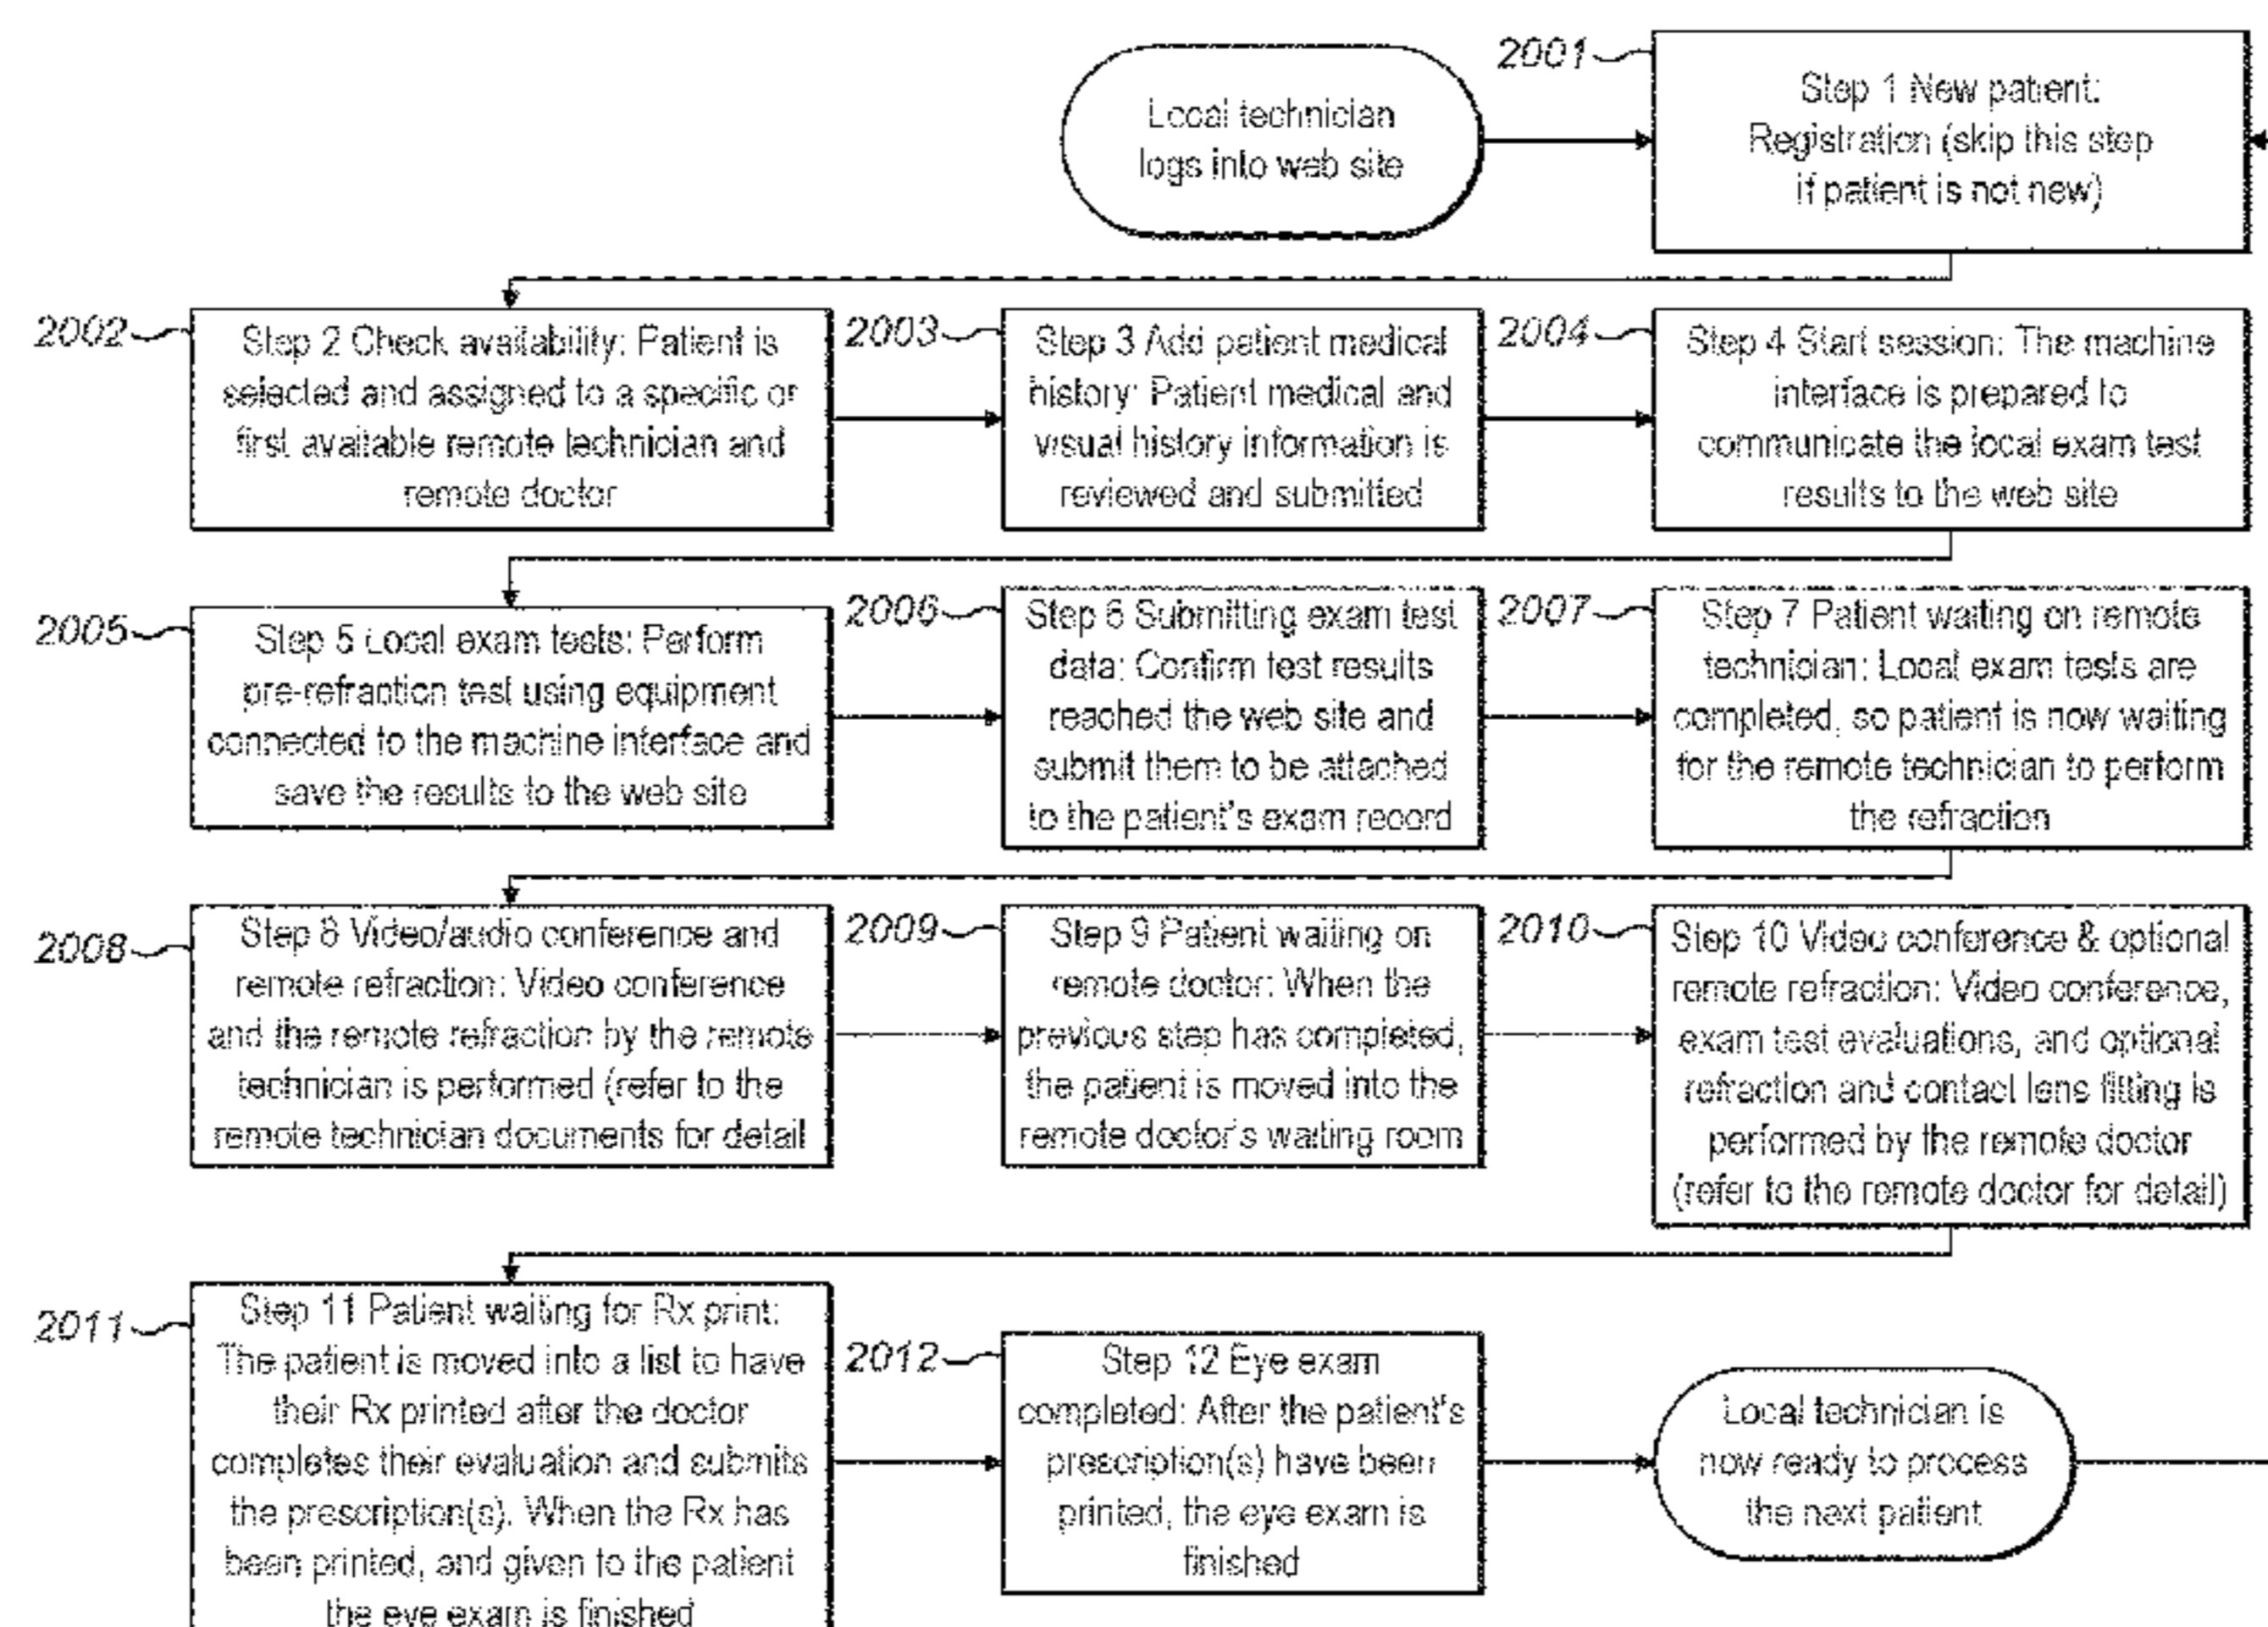 Local technician
logs into web site
2001
Step 1 New patient:
Registration (skip this step
if patient is not new)
2002
Step 2 Check availability: Patient is
selected and assigned to a specific or
first available remote technician and
remote doctor
2003
Step 3 Add patient medical
history: Patient medical and
visual history information is
reviewed and submitted
2004
Step 4 Start session: The machine
interface is prepared to
communicate the local exam test
results to the web site
2005
Step 5 Local exam tests: Perform
pre-refraction test using equipment
connected to the machine interface and
save the results to the web site
2006
Step 6 Submitting exam test
data: Confirm test results
reached the web site and
submit them to be attached
to the patient's exam record
2007
Step 7 Patient waiting on remote
technician: Local exam tests are
completed, so patient is now waiting
for the remote technician to perform
the refraction
2008
Step 8 Video/audio conference and
remote refraction: Video conference
and the remote refraction by the remote
technician is performed (refer to the
remote technician documents for detail
2009
Step 9 Patient waiting on
remote doctor: When the
previous step has completed,
the patient is moved into the
remote doctor's waiting room
2010
Step 10 Video conference & optional
remote refraction: Video conference,
exam test evaluations, and optional
refraction and contact lens fitting is
performed by the remote doctor
(refer to the remote doctor for detail)
2011
Step 11 Patient waiting for Rx print:
The patient is moved into a list to have
their Rx printed after the doctor
completes their evaluation and submits
the prescription(s). When the Rx has
been printed, and given to the patient
the eye exam is finished
2012
Step 12 Eye exam
completed: After the patient's
prescription(s) have been
printed, the eye exam is
finished
Local technician is
now ready to process
the next patient